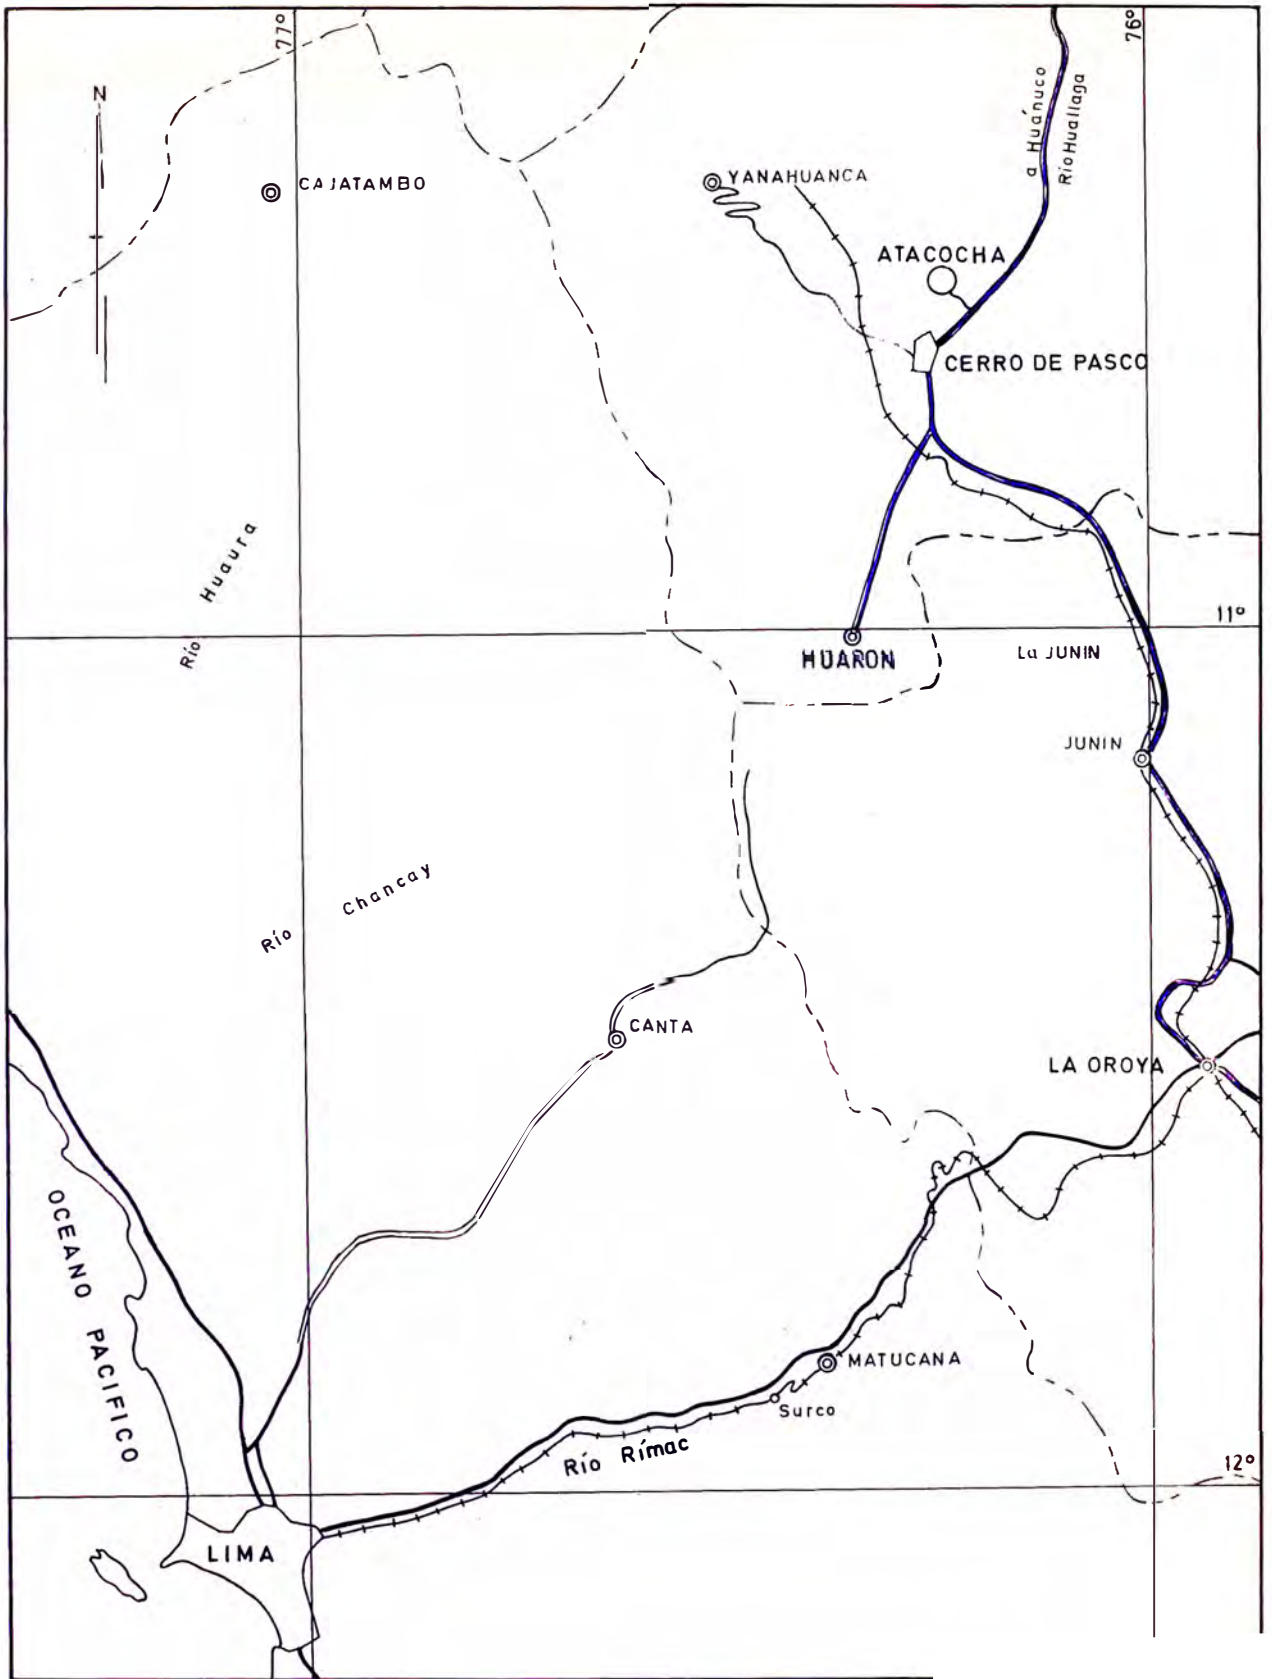 77°
76°
N
a Huánuco
Río Huallaga
CAJATAMBO
YANAHUANCA
ATACOCHA
CERRO DE PASCO
Río Huaura
11°
HUARON
La JUNIN
JUNIN
Río Chancay
CANTA
LA OROYA
OCEANO PACIFICO
MATUCANA
Surco
Río Rímac
12°
LIMA